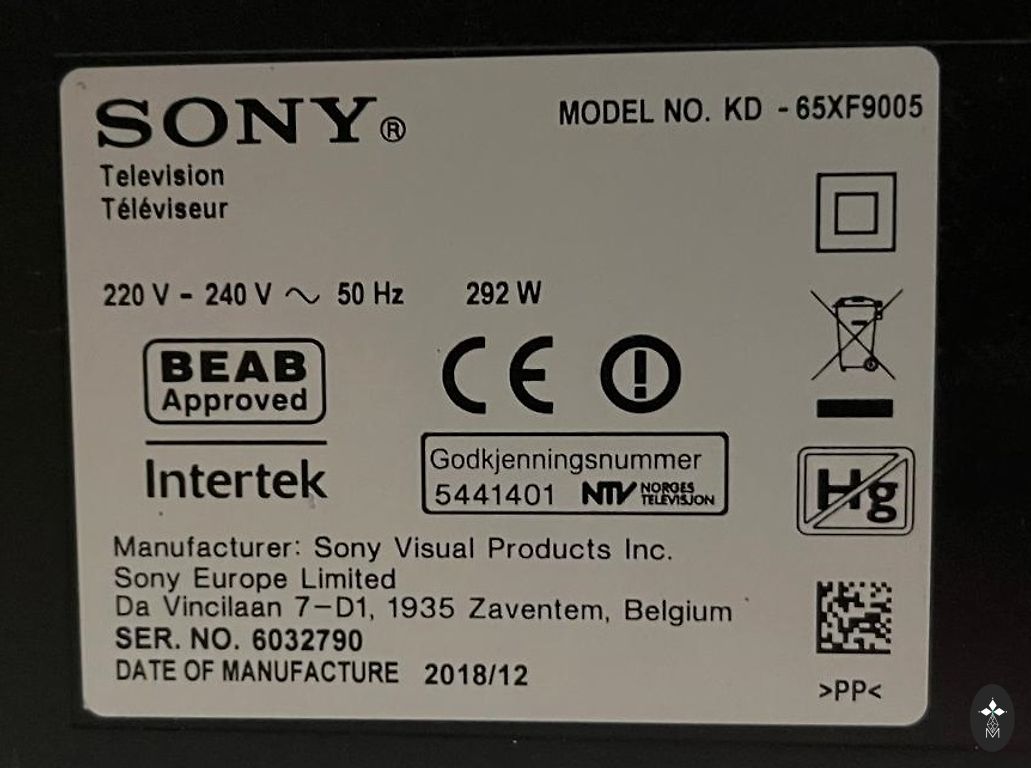 SONY®
MODEL NO. KD - 65XF9005
Television
Téléviseur
220 V - 240 V ~ 50 Hz 292 W
BEAB
Approved
CE
Intertek
Godkjenningsnummer
5441401 NTV NORGES TELEVISJON
Hg
Manufacturer: Sony Visual Products Inc.
Sony Europe Limited
Da Vincilaan 7-D1, 1935 Zaventem, Belgium
SER. NO. 6032790
DATE OF MANUFACTURE 2018/12
>PP<
M